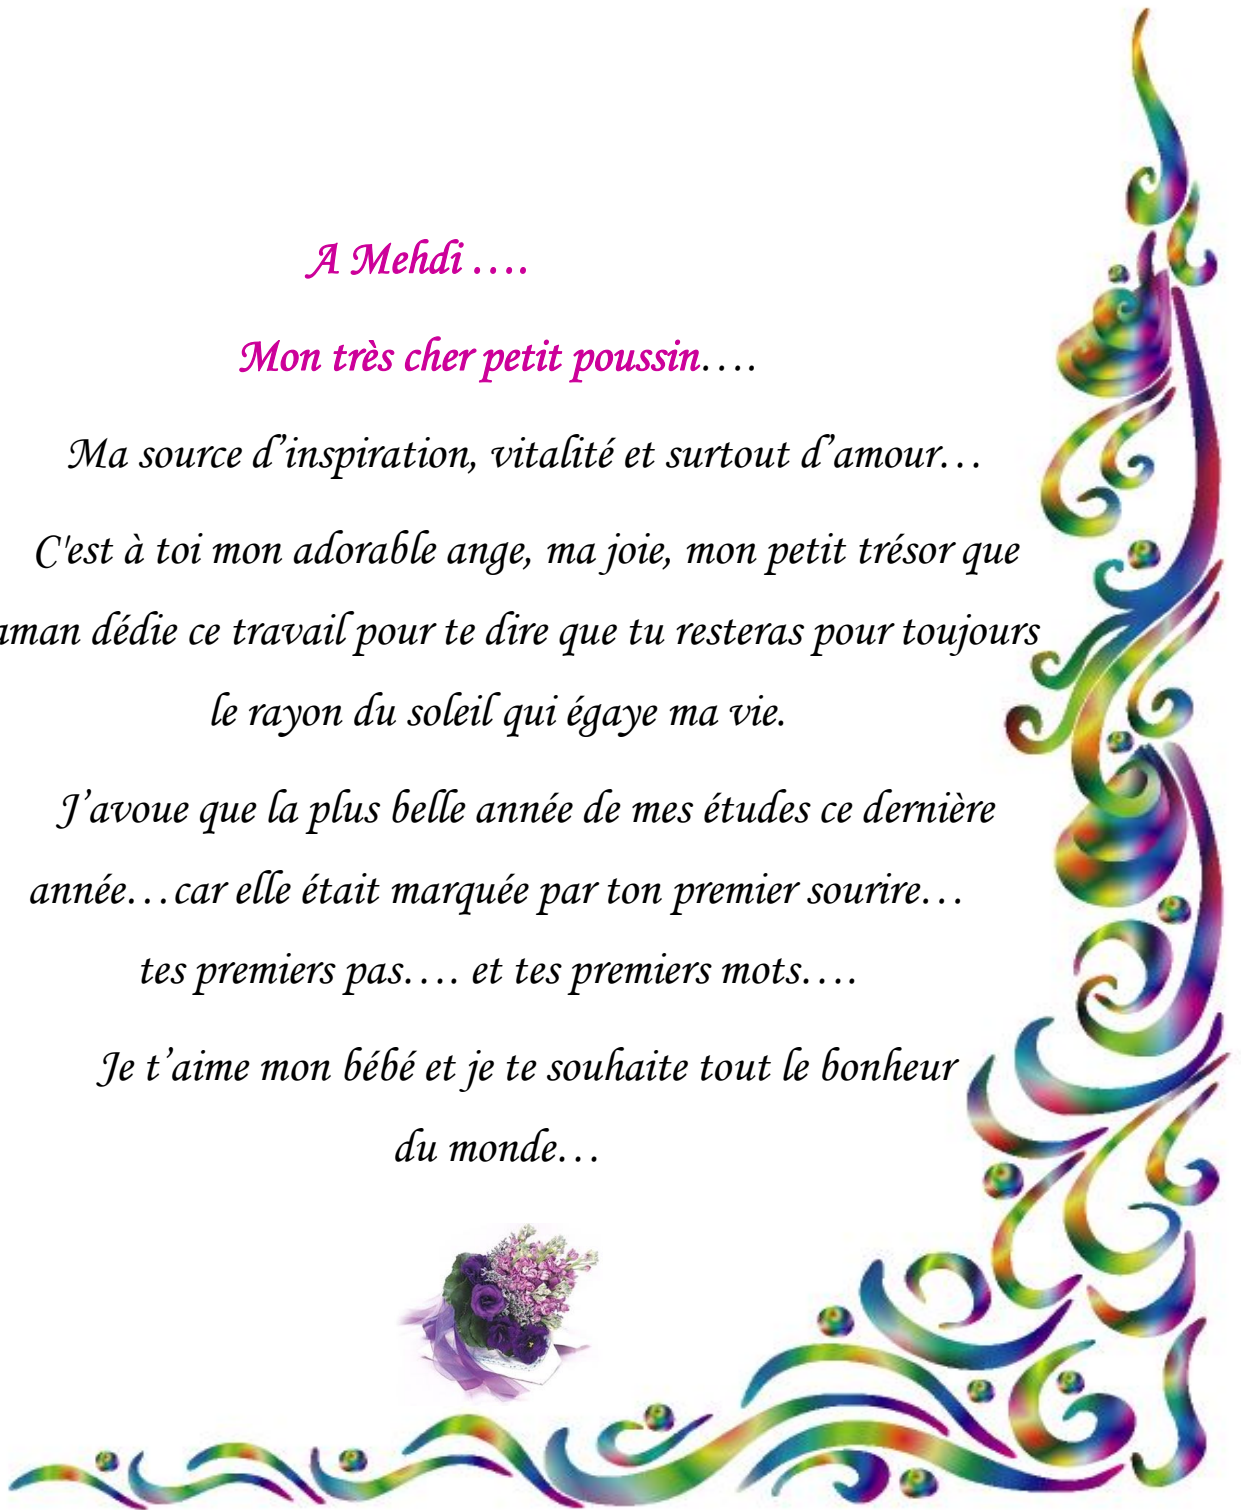 A Mehdi ….
Mon très cher petit poussin….
Ma source d’inspiration, vitalité et surtout d’amour…
C'est à toi mon adorable ange, ma joie, mon petit trésor que
aman dédie ce travail pour te dire que tu resteras pour toujours
le rayon du soleil qui égaye ma vie.
J’avoue que la plus belle année de mes études ce dernière
année…car elle était marquée par ton premier sourire…
tes premiers pas…. et tes premiers mots….
Je t’aime mon bébé et je te souhaite tout le bonheur
du monde…